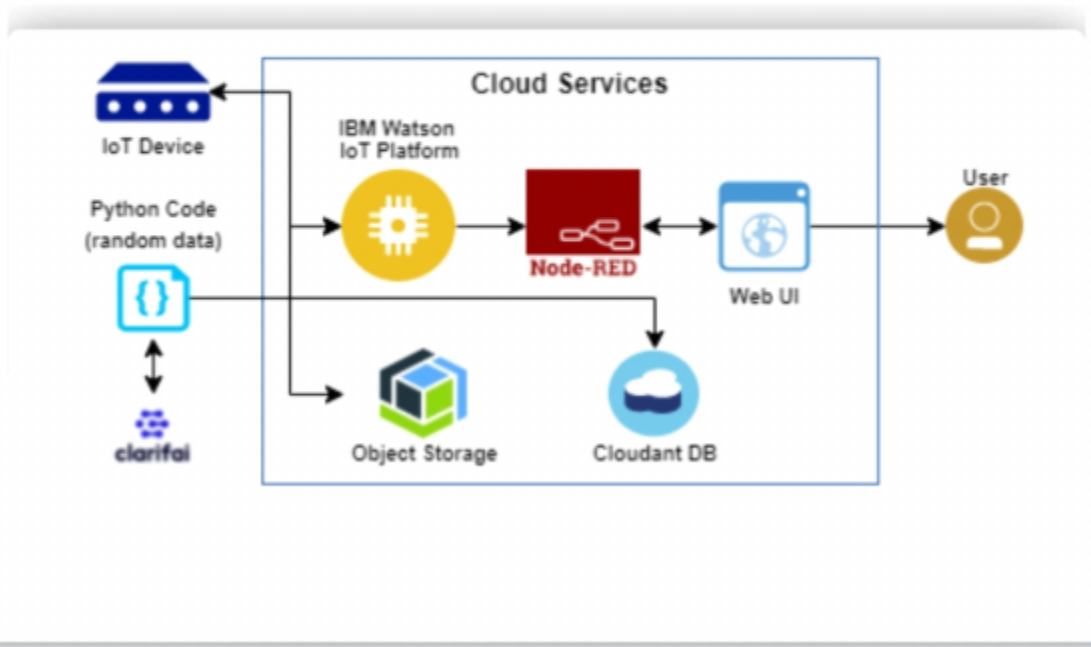 Cloud Services
IoT Device
IBM Watson
IoT Platform
Python Code
(random data)
{}
Node-RED
Web UI
User
clarifai
Object Storage
Cloudant DB